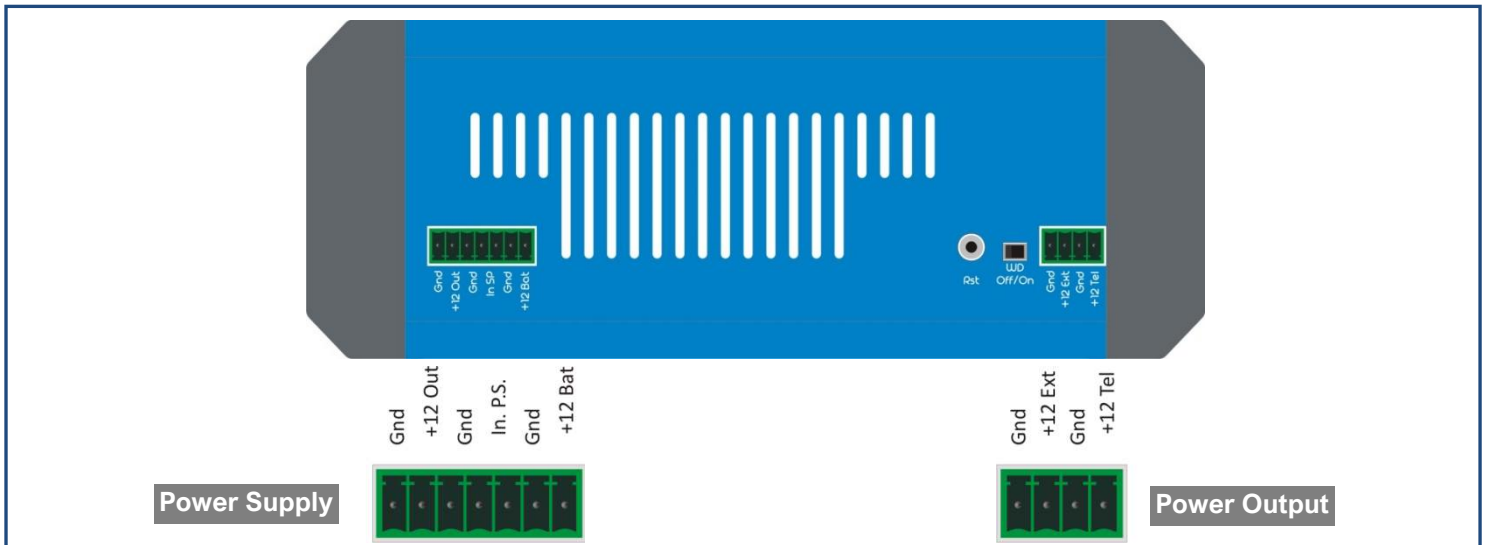 Gnd
+12 Out
Gnd
In SP
Gnd
+12 Bat
Rst
WD
Off/On
Gnd
+12 Ext
Gnd
+12 Tel
Gnd
+12 Out
Gnd
In. P.S.
Gnd
+12 Bat
Gnd
+12 Ext
Gnd
+12 Tel
Power Supply
Power Output